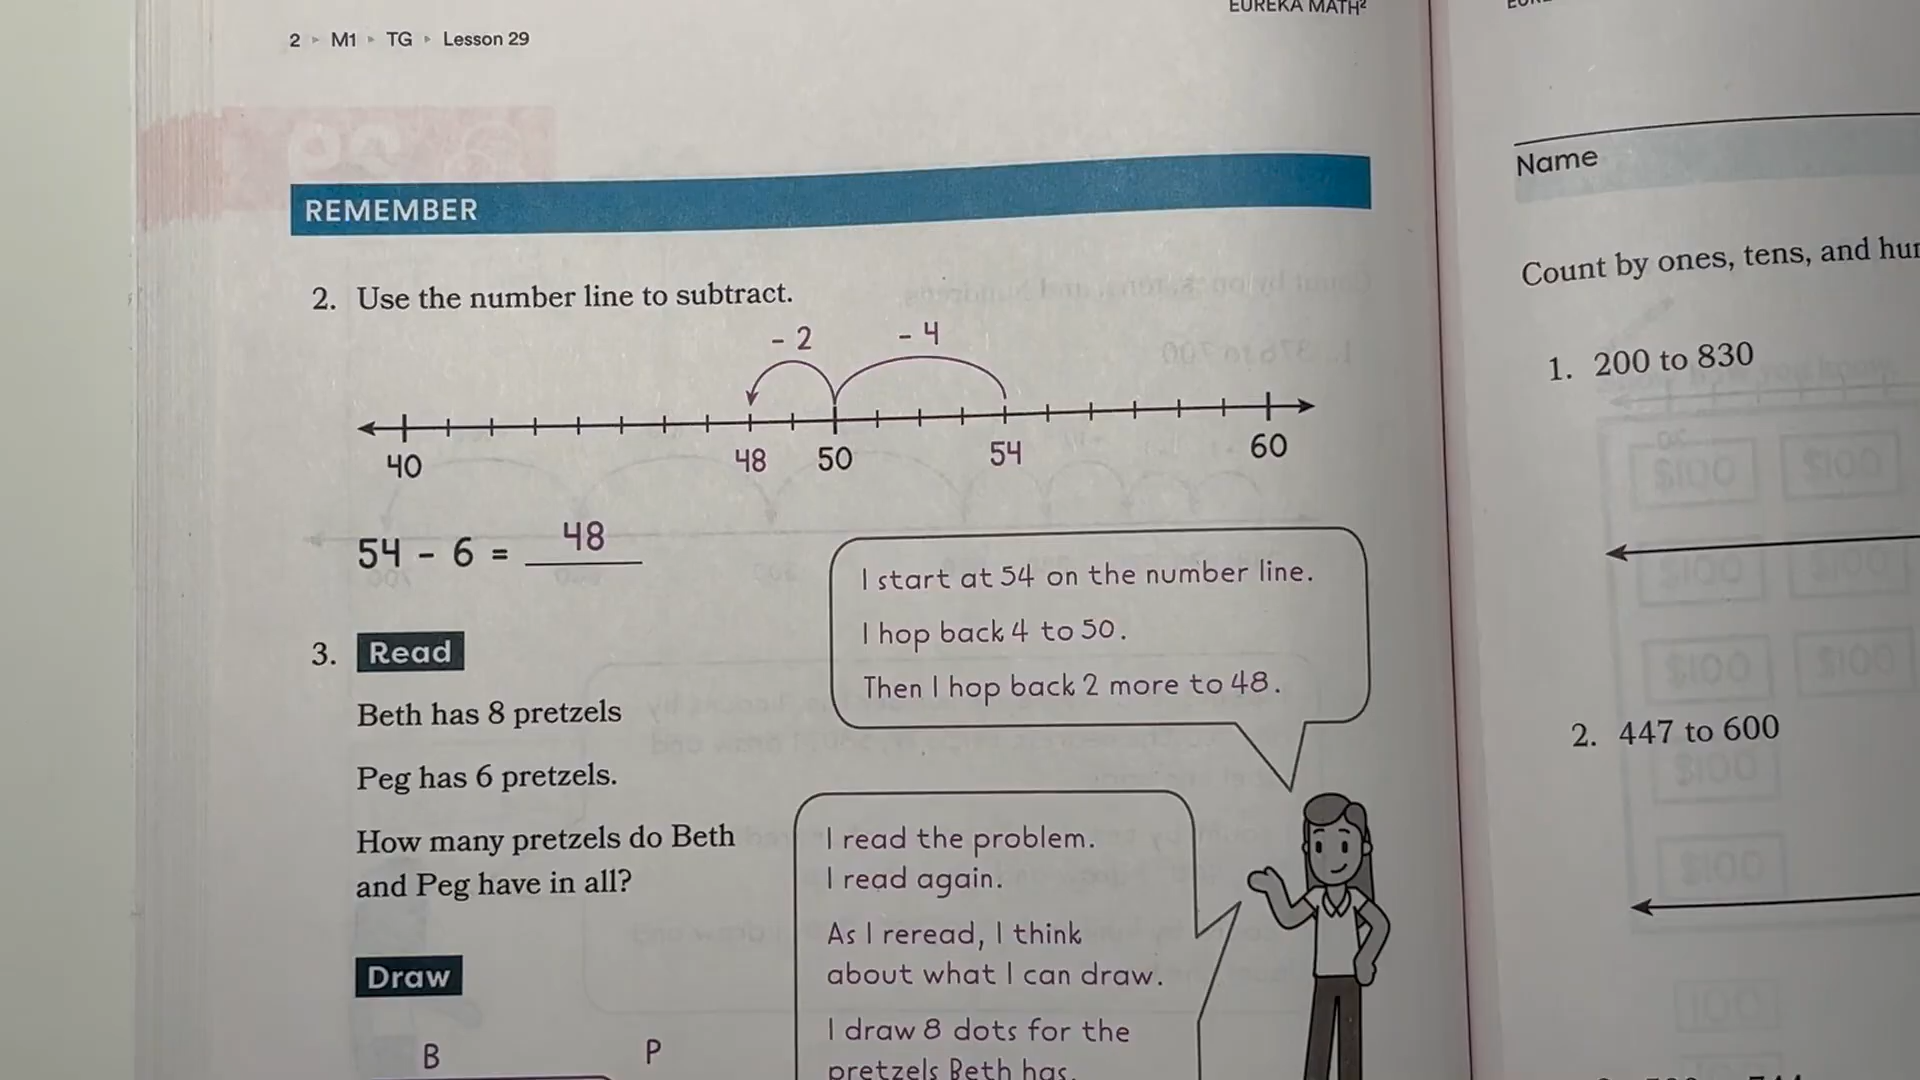 2 ▸ M1 ▸ TG ▸ Lesson 29
EUREKA MATH²
REMEMBER
2. Use the number line to subtract.
- 2
- 4
40
48
50
54
60
54 - 6 = 48
I start at 54 on the number line.
I hop back 4 to 50.
Then I hop back 2 more to 48.
3. Read
Beth has 8 pretzels
Peg has 6 pretzels.
How many pretzels do Beth
and Peg have in all?
I read the problem.
I read again.
As I reread, I think
about what I can draw.
I draw 8 dots for the
pretzels Beth has.
Draw
B
P
Name
Count by ones, tens, and
1. 200 to 830
2. 447 to 600